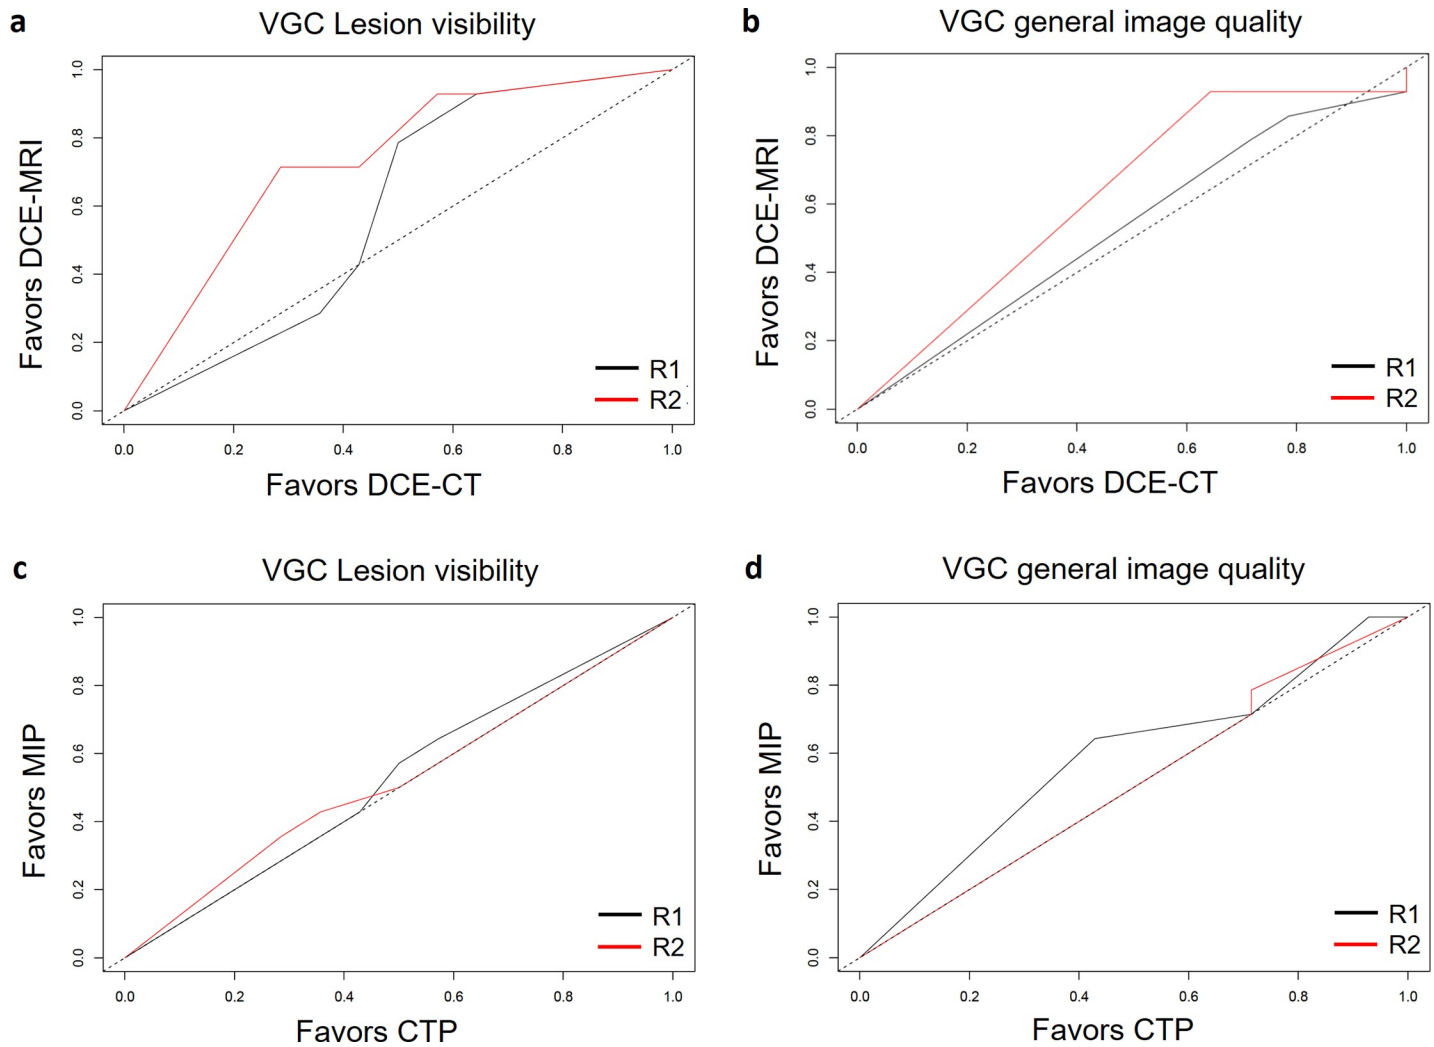 a
VGC Lesion visibility
Favors DCE-MRI
1.0
0.8
0.6
0.4
0.2
0.0
R1
R2
0.0 0.2 0.4 0.6 0.8 1.0
Favors DCE-CT
b
VGC general image quality
Favors DCE-MRI
1.0
0.8
0.6
0.4
0.2
0.0
R1
R2
0.0 0.2 0.4 0.6 0.8 1.0
Favors DCE-CT
c
VGC Lesion visibility
Favors MIP
1.0
0.8
0.6
0.4
0.2
0.0
R1
R2
0.0 0.2 0.4 0.6 0.8 1.0
Favors CTP
d
VGC general image quality
Favors MIP
1.0
0.8
0.6
0.4
0.2
0.0
R1
R2
0.0 0.2 0.4 0.6 0.8 1.0
Favors CTP